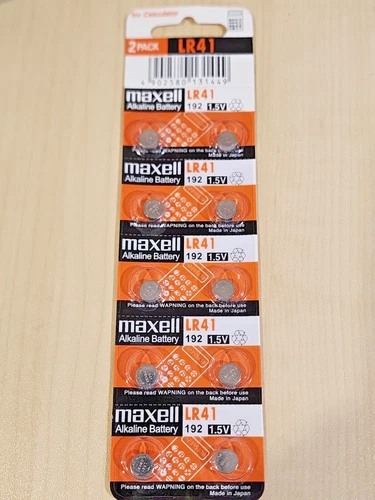 for Calculator
2 PACK LR41
4 902580 131449
maxell LR41
Alkaline Battery 192 1.5V
Please read WARNING on the back before use
Made in Japan
maxell LR41
Alkaline Battery 192 1.5V
Please read WARNING on the back before use
Made in Japan
maxell LR41
Alkaline Battery 192 1.5V
Please read WARNING on the back before use
Made in Japan
maxell LR41
Alkaline Battery 192 1.5V
Please read WARNING on the back before use
Made in Japan
maxell LR41
Alkaline Battery 192 1.5V
Please read WARNING on the back before use
Made in Japan